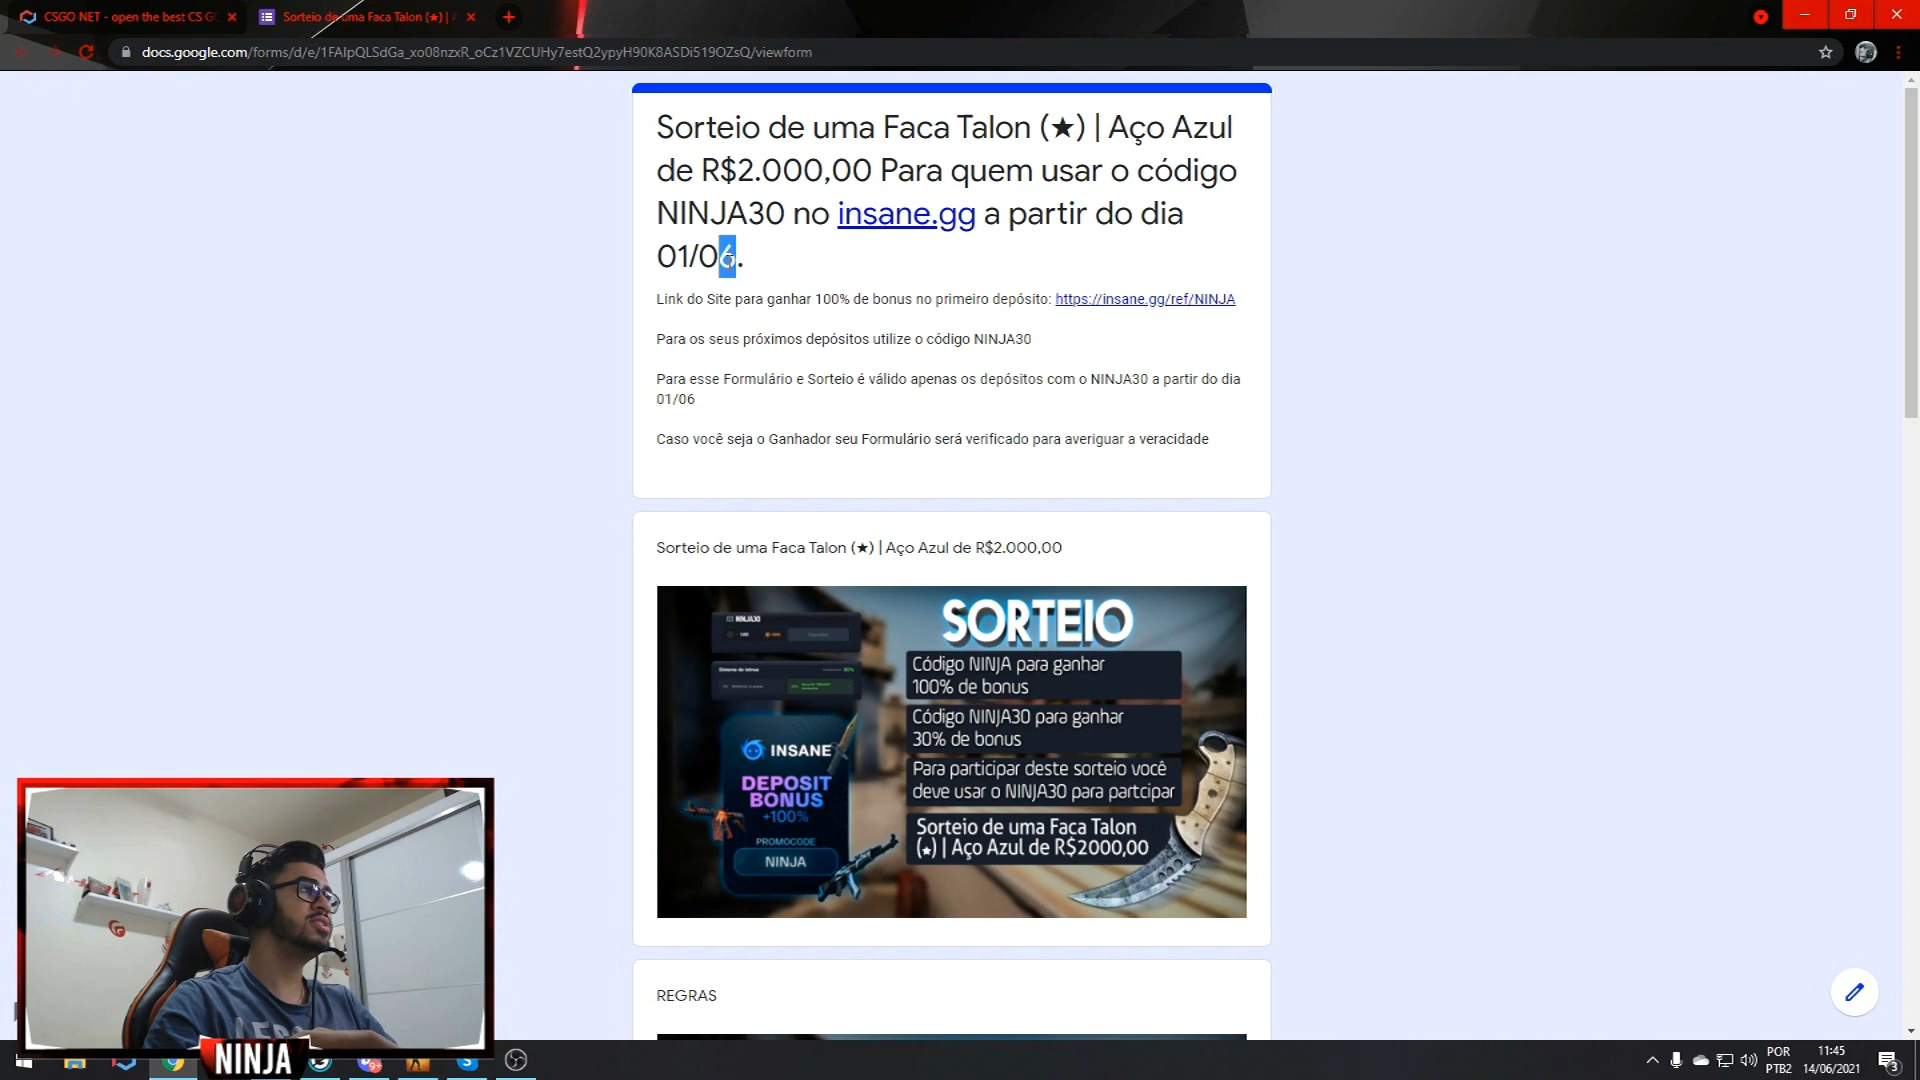 CSGO NET - open the best CS GO
Sorteio de uma Faca Talon (★) |
docs.google.com/forms/d/e/1FAIpQLSdGa_xo08nzxR_oCz1VZCUHy7estQ2ypyH90K8ASDi519OZsQ/viewform
Sorteio de uma Faca Talon (★) | Aço Azul
de R$2.000,00 Para quem usar o código
NINJA30 no insane.gg a partir do dia
01/06.
Link do Site para ganhar 100% de bonus no primeiro depósito: https://insane.gg/ref/NINJA
Para os seus próximos depósitos utilize o código NINJA30
Para esse Formulário e Sorteio é válido apenas os depósitos com o NINJA30 a partir do dia
01/06
Caso você seja o Ganhador seu Formulário será verificado para averiguar a veracidade
Sorteio de uma Faca Talon (★) | Aço Azul de R$2.000,00
NINJA30
SORTEIO
Código NINJA para ganhar
100% de bonus
Código NINJA30 para ganhar
30% de bonus
Para participar deste sorteio você
deve usar o NINJA30 para partcipar
Sorteio de uma Faca Talon
(★) | Aço Azul de R$2000,00
INSANE
DEPOSIT
BONUS
+100%
PROMOCODE
NINJA
REGRAS
NINJA
POR
PTB2
11:45
14/06/2021
3